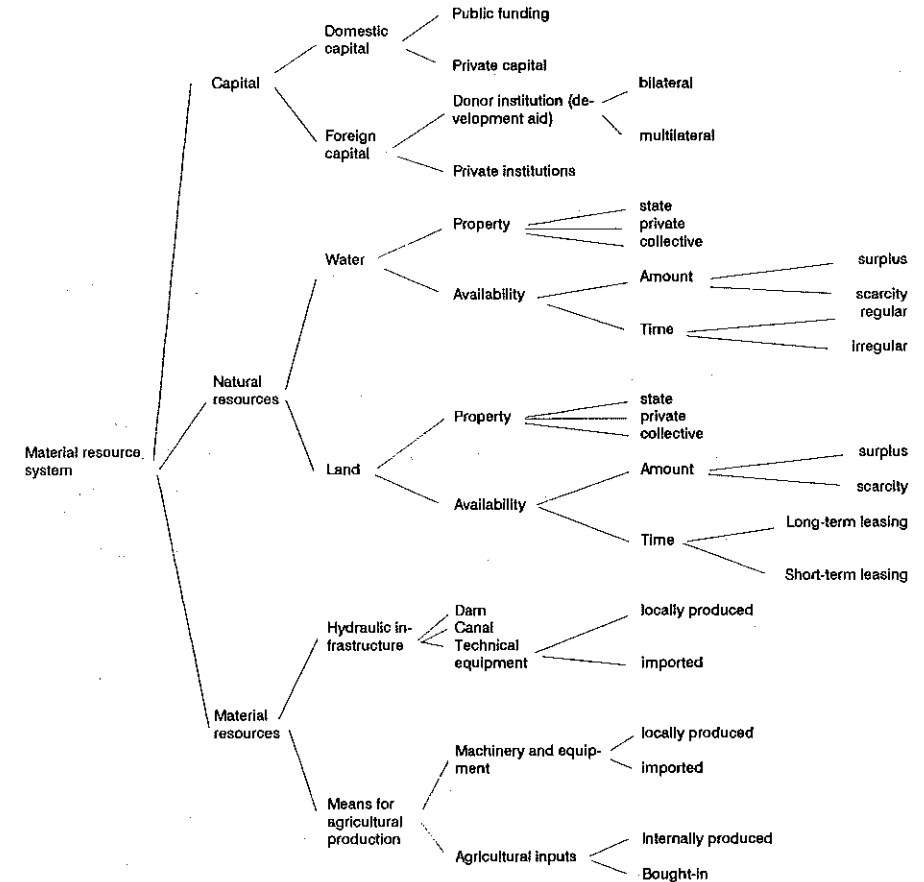 Public funding
Domestic
capital
Private capital
Capital
bilateral
Donor institution (de-
velopment aid)
multilateral
Foreign
capital
Private institutions
state
Property
private
collective
Water
surplus
Amount
Availability
scarcity
regular
Time
irregular
Natural
resources
state
Property
private
collective
surplus
Material resource
system
Land
Amount
scarcity
Availability
Long-term leasing
Time
Short-term leasing
Dam
locally produced
Hydraulic in-
frastructure
Canal
Technical
equipment
imported
Material
resources
locally produced
Machinery and equip-
ment
imported
Means for
agricultural
production
Internally produced
Agricultural inputs
Bought-in